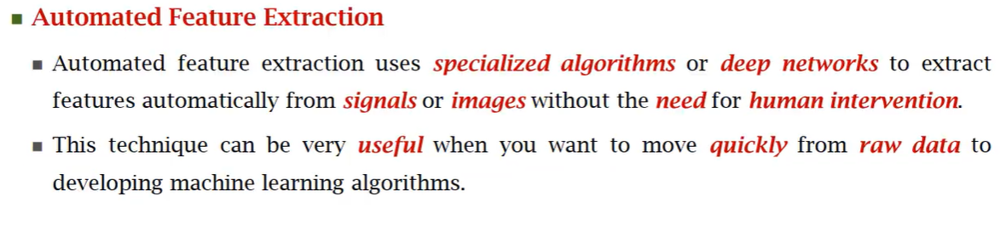 Automated Feature Extraction
Automated feature extraction uses specialized algorithms or deep networks to extract
features automatically from signals or images without the need for human intervention.
This technique can be very useful when you want to move quickly from raw data to
developing machine learning algorithms.